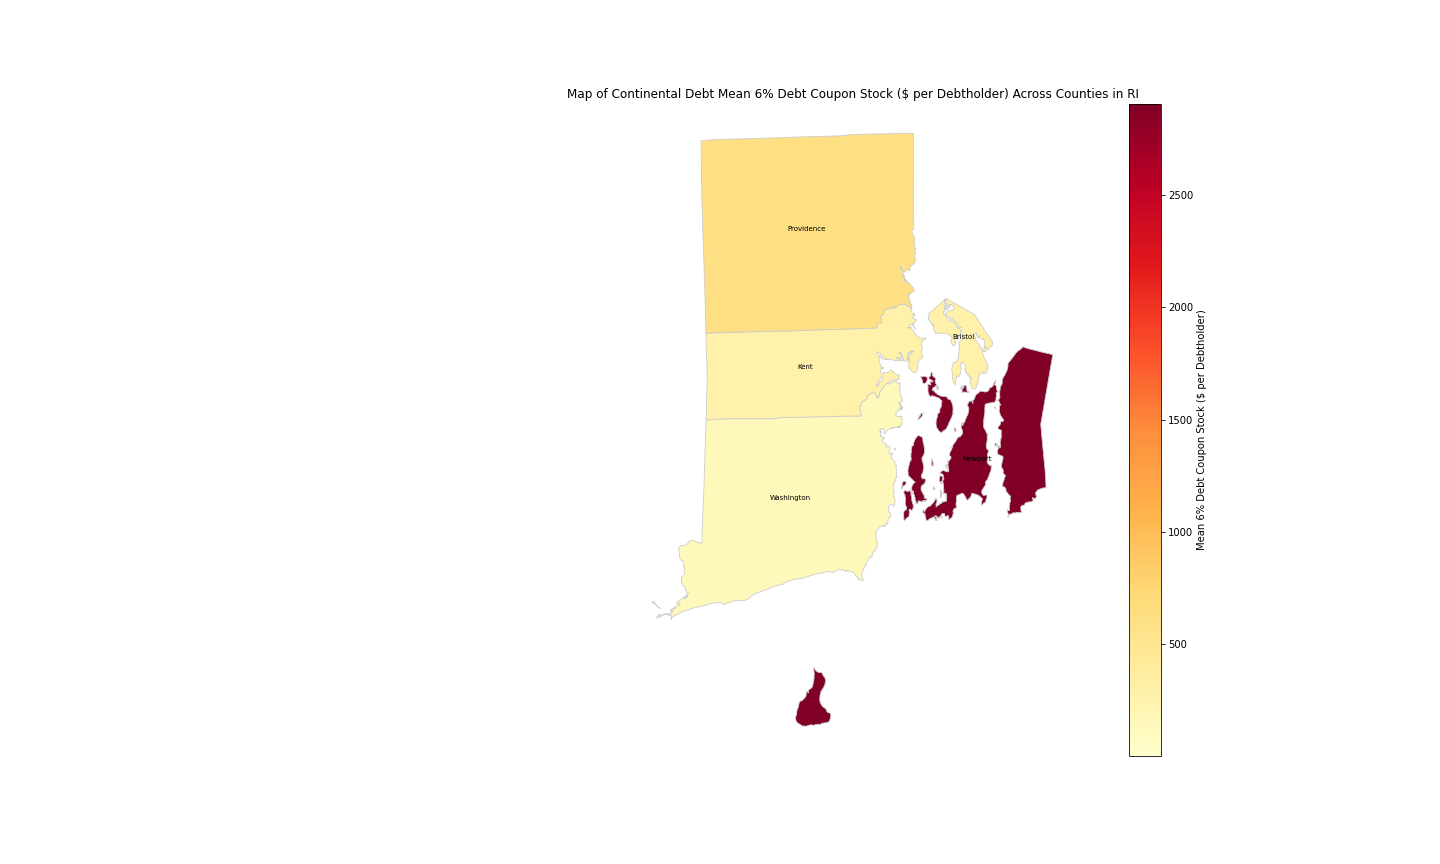 Map of Continental Debt Mean 6% Debt Coupon Stock ($ per Debtholder) Across Counties in RI
Providence
Bristol
Kent
Newport
Washington
2500
2000
1500
1000
500
Mean 6% Debt Coupon Stock ($ per Debtholder)